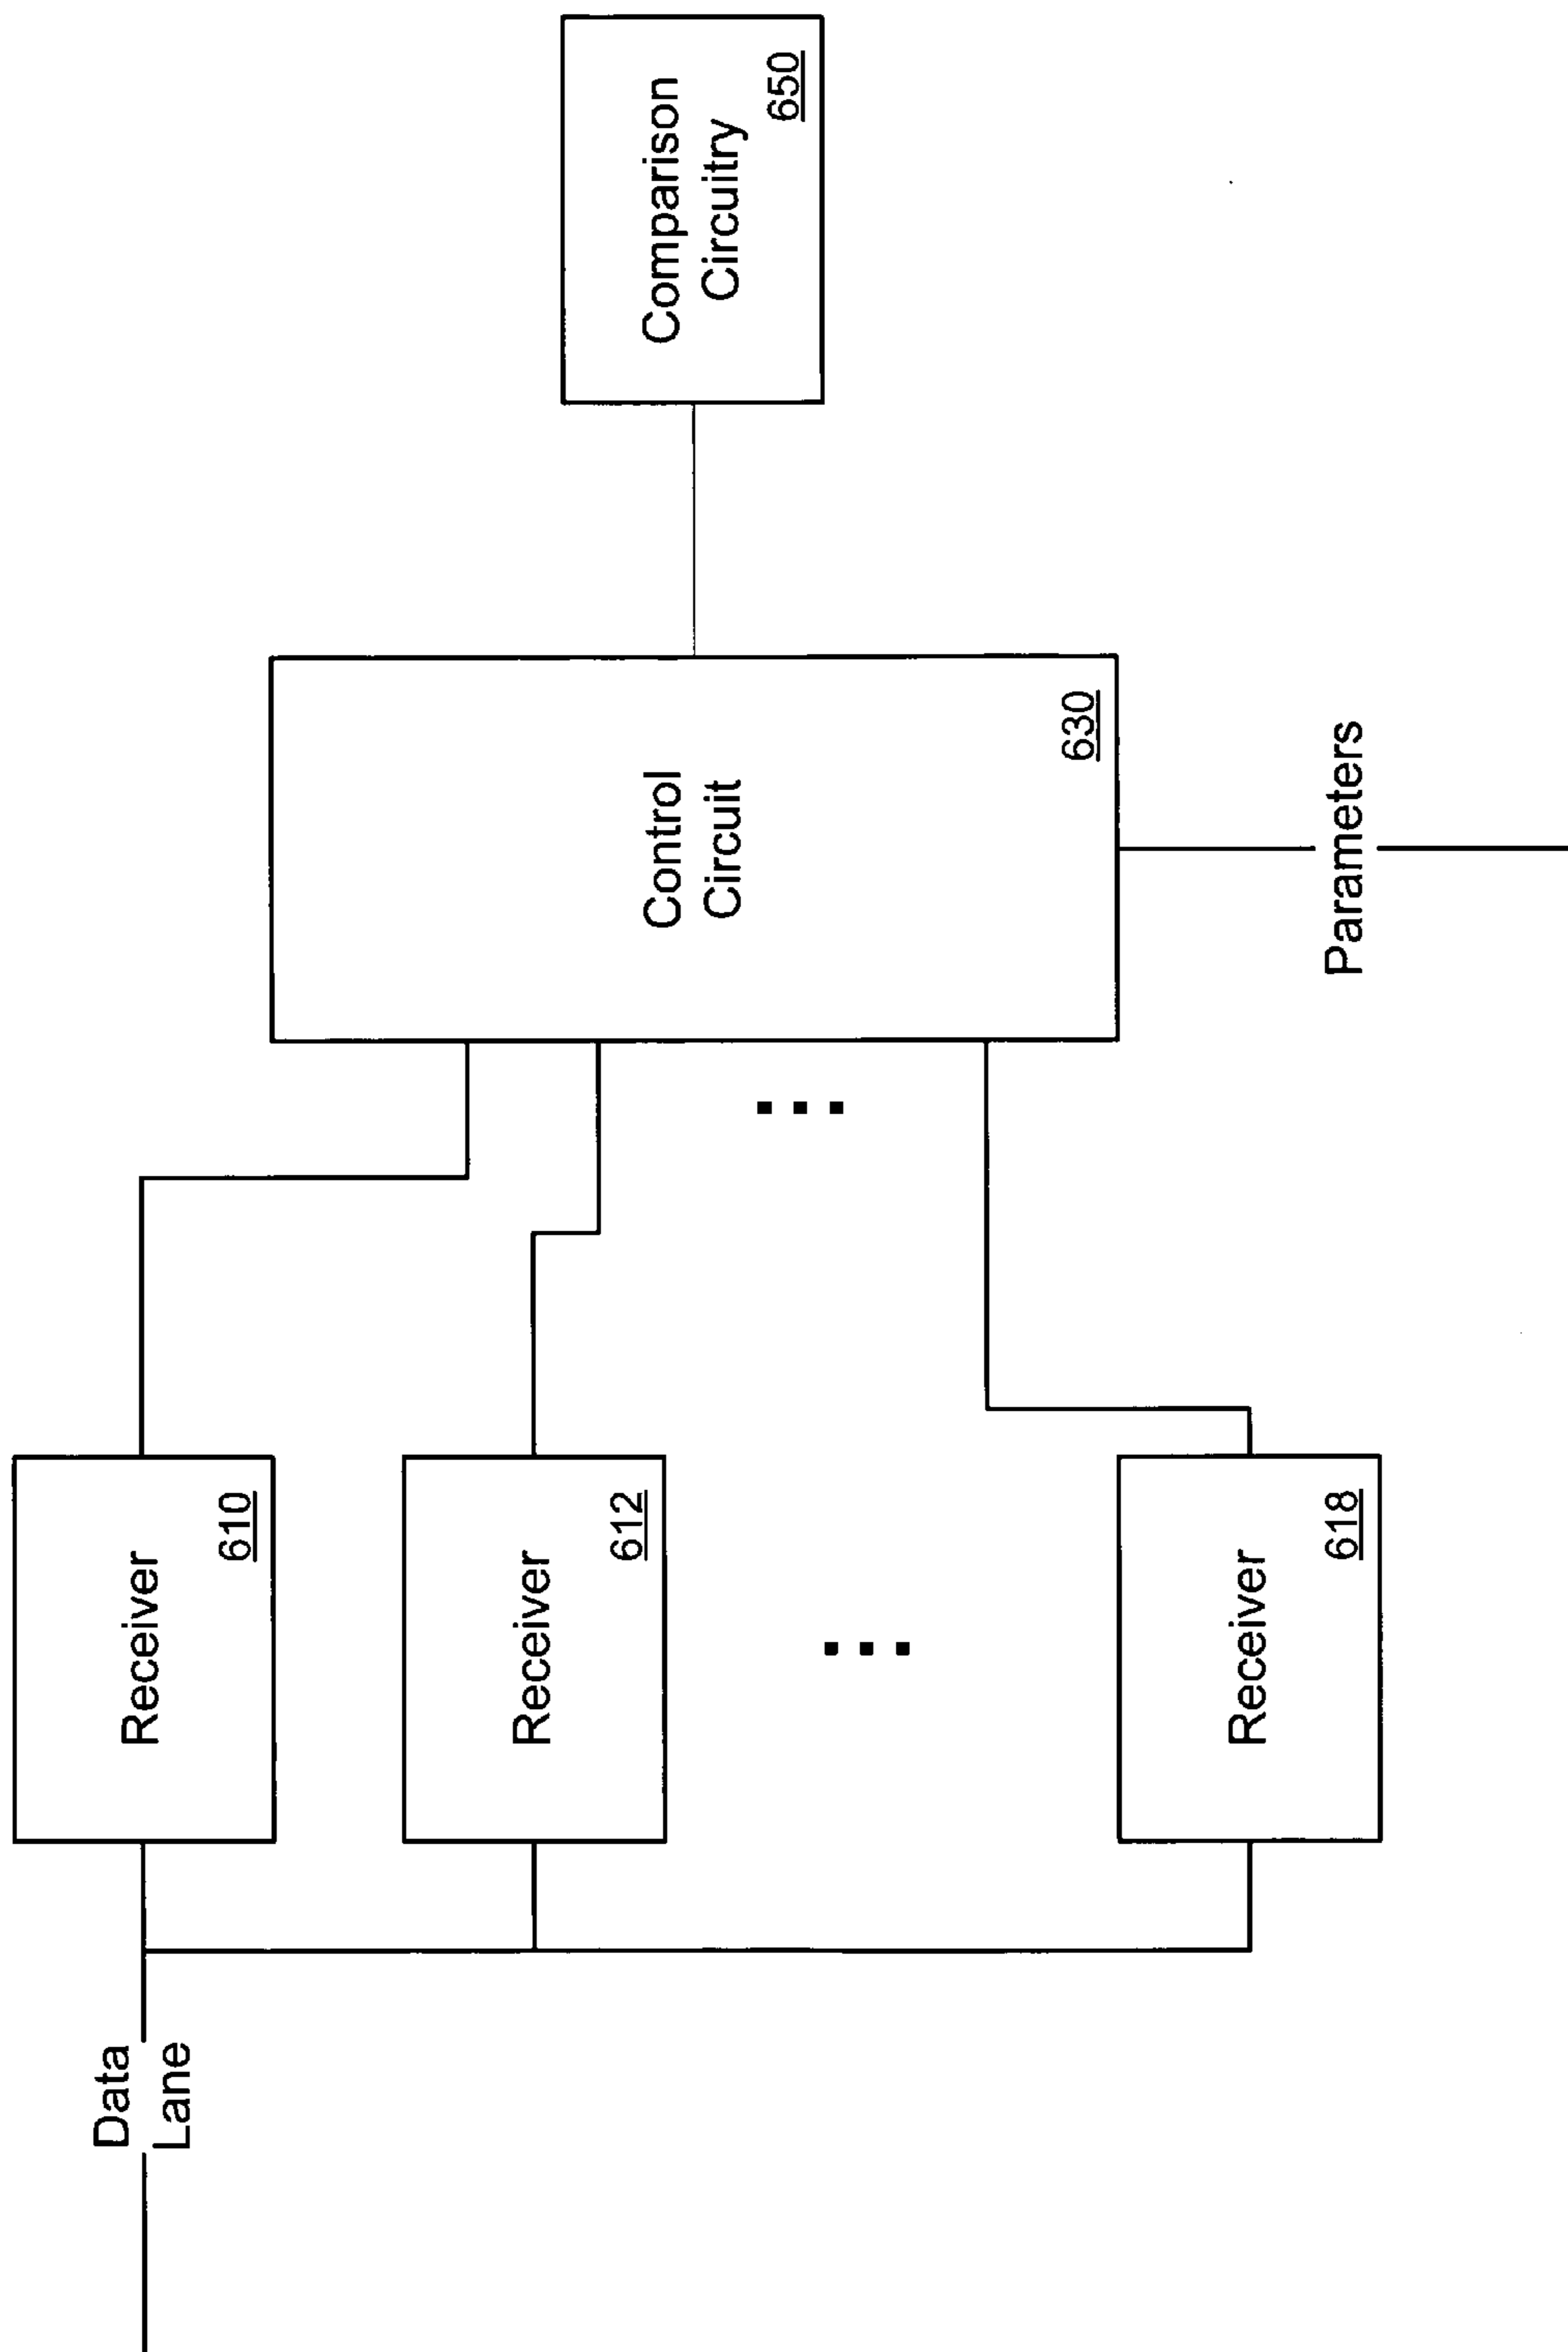 Data
Lane
Receiver
610
Receiver
612
...
Receiver
618
...
Control
Circuit
630
Parameters
Comparison
Circuitry
650